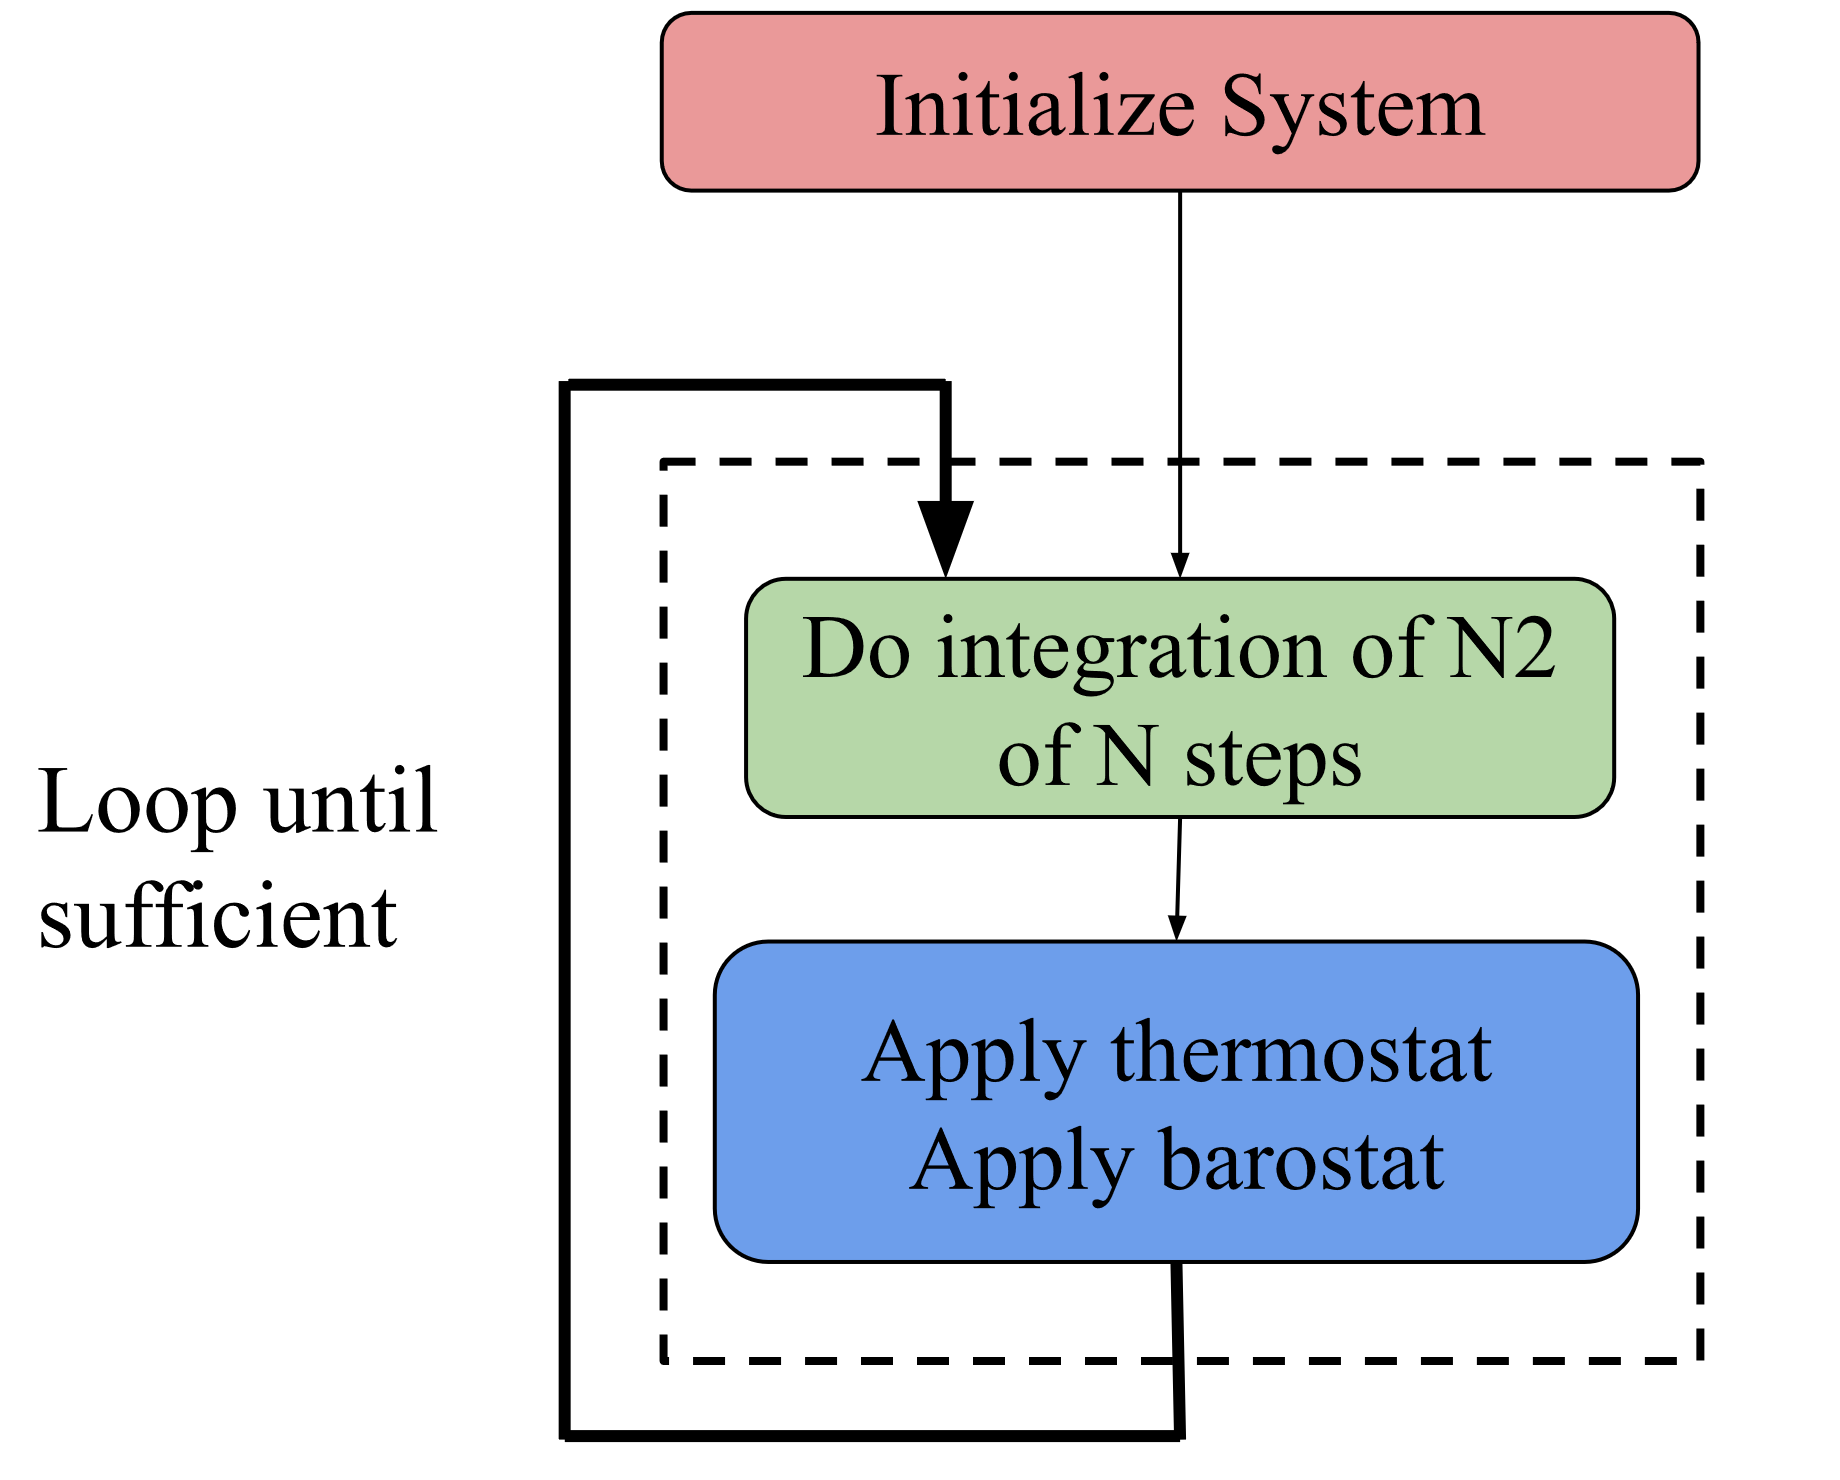 Initialize System
Do integration of N2
of N steps
Loop until
sufficient
Apply thermostat
Apply barostat